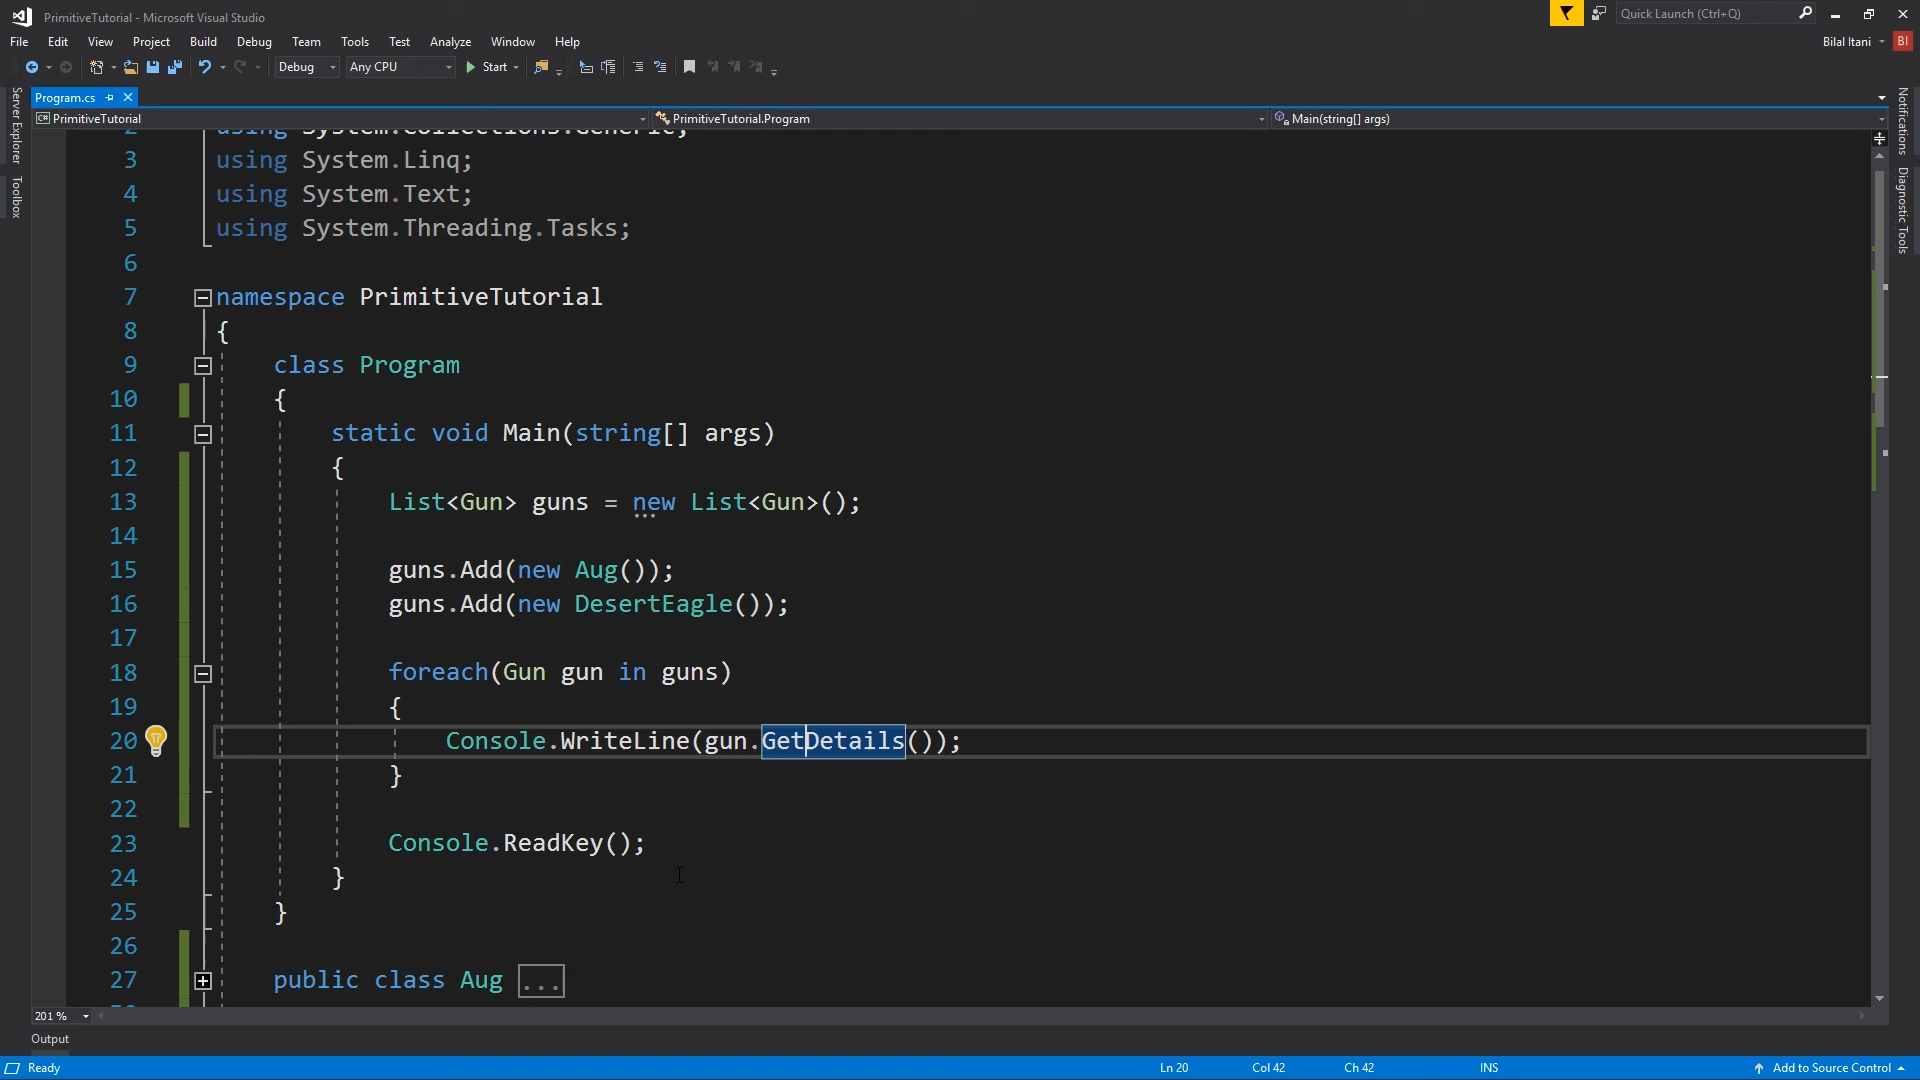 PrimitiveTutorial - Microsoft Visual Studio
Quick Launch (Ctrl+Q)
File Edit View Project Build Debug Team Tools Test Analyze Window Help
Bilal Itani BI
Debug Any CPU Start
Program.cs
PrimitiveTutorial PrimitiveTutorial.Program Main(string[] args)
Server Explorer
Toolbox
Notifications
Diagnostic Tools
2 using System.Collections.Generic;
3 using System.Linq;
4 using System.Text;
5 using System.Threading.Tasks;
6
7 namespace PrimitiveTutorial
8 {
9 class Program
10 {
11 static void Main(string[] args)
12 {
13 List<Gun> guns = new List<Gun>();
14
15 guns.Add(new Aug());
16 guns.Add(new DesertEagle());
17
18 foreach(Gun gun in guns)
19 {
20 Console.WriteLine(gun.GetDetails());
21 }
22
23 Console.ReadKey();
24 }
25 }
26
27 public class Aug ...
201 %
Output
Ready Ln 20 Col 42 Ch 42 INS Add to Source Control